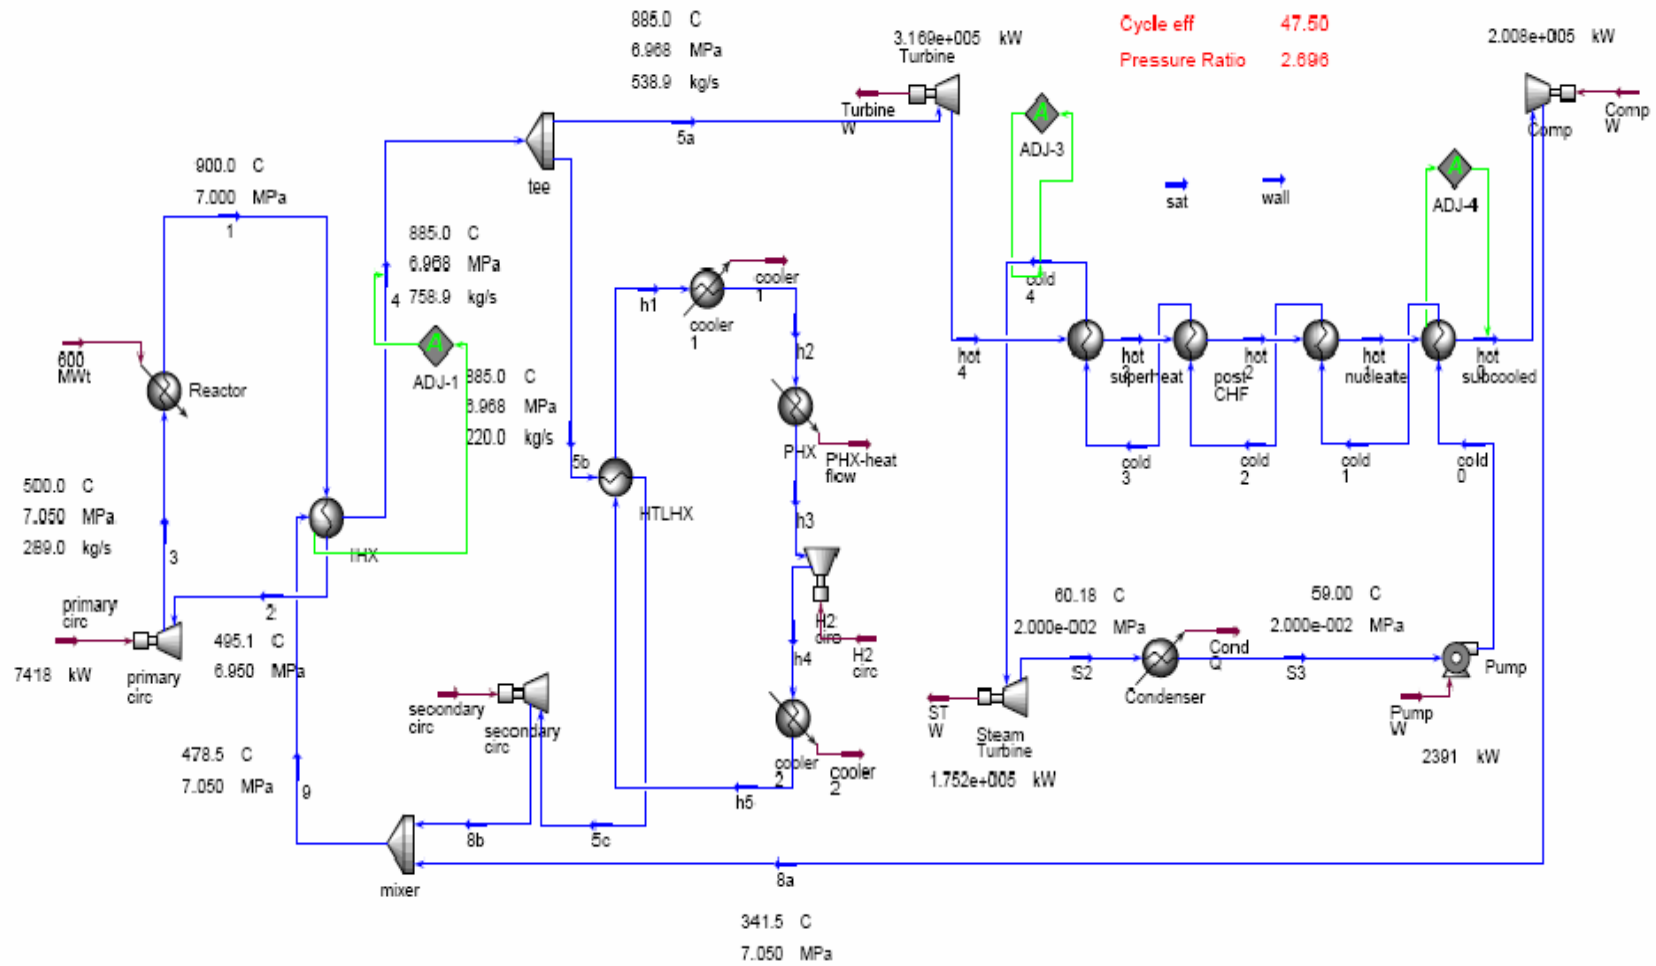 885.0 C
6.968 MPa
538.9 kg/s
Cycle eff 47.50
Pressure Ratio 2.696
3.169e+005 kW
Turbine
2.008e+005 kW
Turbine
W
5a
Comp
Comp
W
A
ADJ-3
tee
900.0 C
7.000 MPa
1
A
ADJ-4
sat
wall
885.0 C
6.968 MPa
758.9 kg/s
4
cooler
1
cold
4
h1
cooler
1
600
MWt
A
ADJ-1
Reactor
h2
hot
4
hot
superheat
hot
2
post
CHF
hot
1
nucleate
hot
subcooled
885.0 C
6.968 MPa
220.0 kg/s
5b
PHX
PHX-heat
flow
cold
3
cold
2
cold
1
cold
0
500.0 C
7.050 MPa
289.0 kg/s
3
IHX
HTLHX
h3
primary
circ
2
H2
circ
60.18 C
2.000e-002 MPa
59.00 C
2.000e-002 MPa
7418 kW
primary
circ
495.1 C
6.950 MPa
h4
H2
circ
S2
Cond
Q
Condenser
S3
Pump
secondary
circ
secondary
circ
ST
W
Steam
Turbine
1.752e+005 kW
Pump
W
2391 kW
478.5 C
7.050 MPa
9
cooler
2
cooler
2
h5
8b
5c
mixer
8a
341.5 C
7.050 MPa